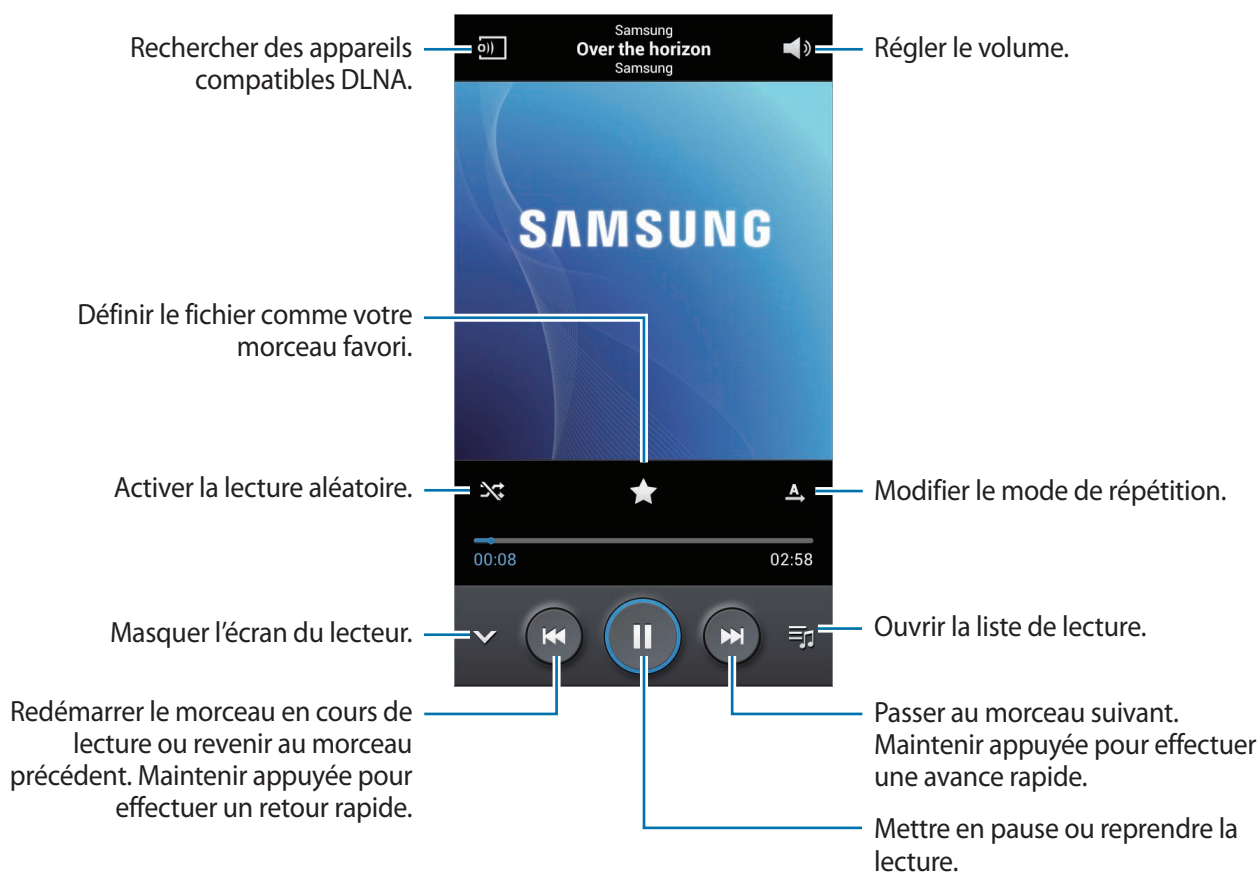 Rechercher des appareils
compatibles DLNA.
Samsung
Over the horizon
Samsung
Régler le volume.
SAMSUNG
Définir le fichier comme votre
morceau favori.
Activer la lecture aléatoire.
A
Modifier le mode de répétition.
00:08
02:58
Masquer l’écran du lecteur.
Ouvrir la liste de lecture.
Redémarrer le morceau en cours de
lecture ou revenir au morceau
précédent. Maintenir appuyée pour
effectuer un retour rapide.
Passer au morceau suivant.
Maintenir appuyée pour effectuer
une avance rapide.
Mettre en pause ou reprendre la
lecture.